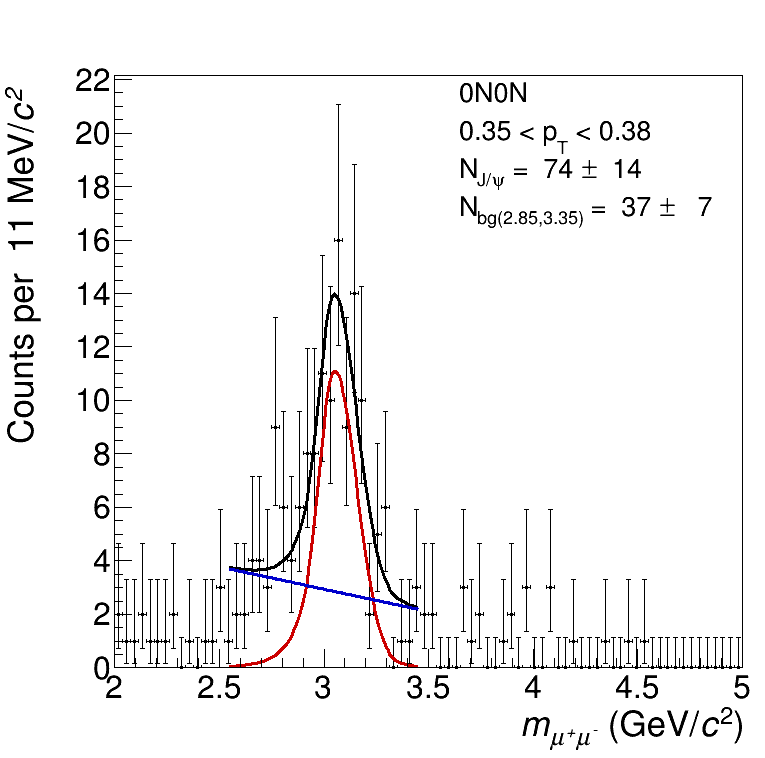 Counts per 11 MeV/c²
22
20
18
16
14
12
10
8
6
4
2
0
0N0N
0.35 < p_T < 0.38
N_J/ψ = 74 ± 14
N_bg(2.85,3.35) = 37 ± 7
2 2.5 3 3.5 4 4.5 5
m_μ⁺μ⁻ (GeV/c²)